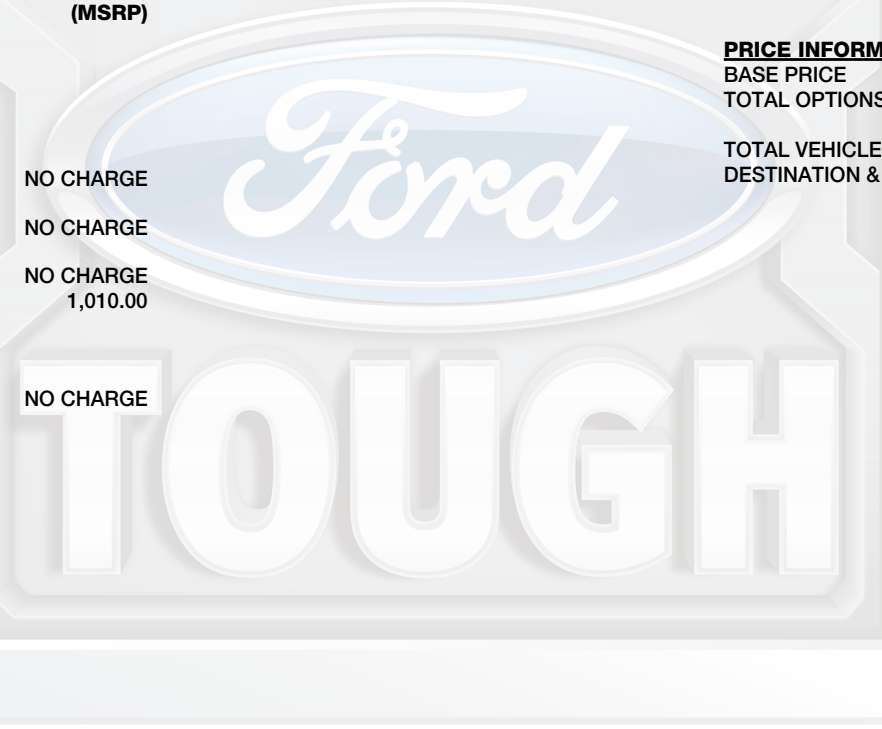 (MSRP)
NO CHARGE
NO CHARGE
NO CHARGE
1,010.00
NO CHARGE
PRICE INFORM
BASE PRICE
TOTAL OPTIONS
TOTAL VEHICLE
DESTINATION &
Ford
TOUGH